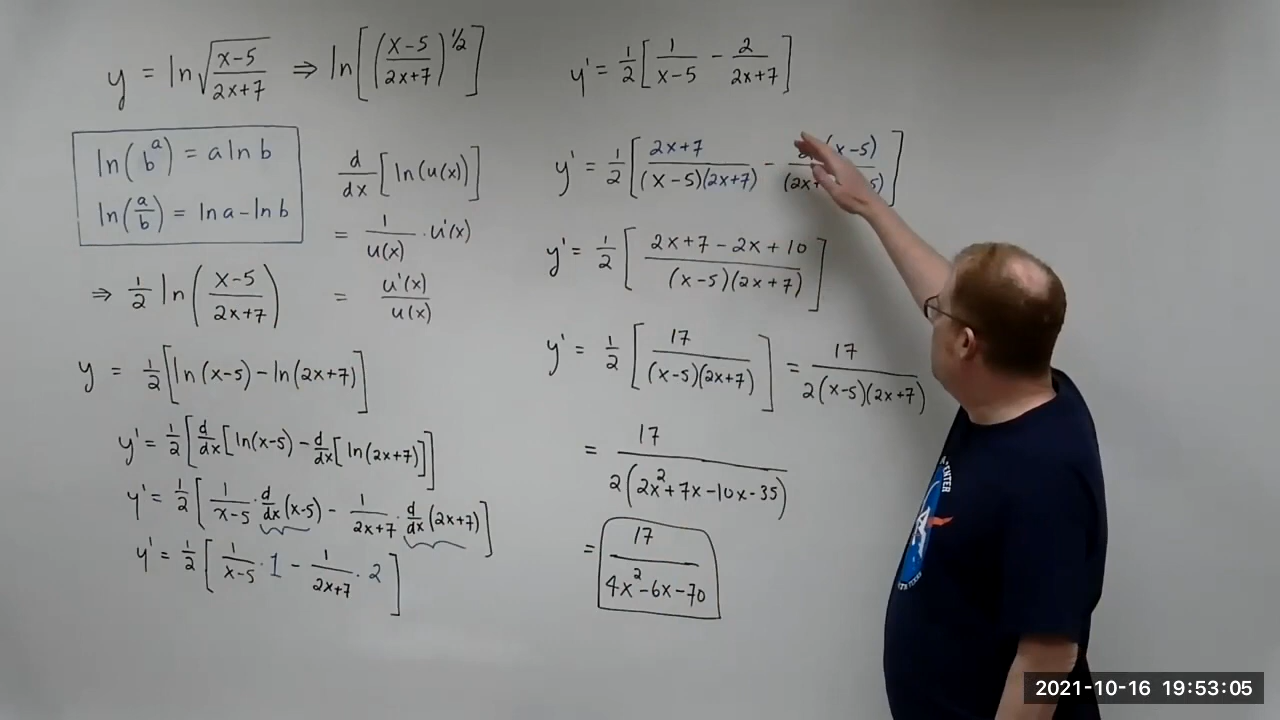 y = ln √((x-5)/(2x+7)) ⇒ ln[((x-5)/(2x+7))^(1/2)]
ln(b^a) = a ln b
ln(a/b) = ln a - ln b
d/dx [ln(u(x))]
= 1/u(x) · u'(x)
= u'(x)/u(x)
⇒ 1/2 ln((x-5)/(2x+7))
y = 1/2 [ln(x-5) - ln(2x+7)]
y' = 1/2 [d/dx [ln(x-5) - d/dx [ln(2x+7)]]
y' = 1/2 [1/(x-5) · d/dx (x-5) - 1/(2x+7) · d/dx (2x+7)]
y' = 1/2 [1/(x-5) · 1 - 1/(2x+7) · 2]
y' = 1/2 [1/(x-5) - 2/(2x+7)]
y' = 1/2 [(2x+7)/((x-5)(2x+7)) - (x-5)/(2x 5)]
y' = 1/2 [(2x+7-2x+10)/((x-5)(2x+7))]
y' = 1/2 [17/((x-5)(2x+7))] = 17/(2(x-5)(2x+7))
= 17/(2(2x²+7x-10x-35))
= 17/(4x²-6x-70)
2021-10-16 19:53:05